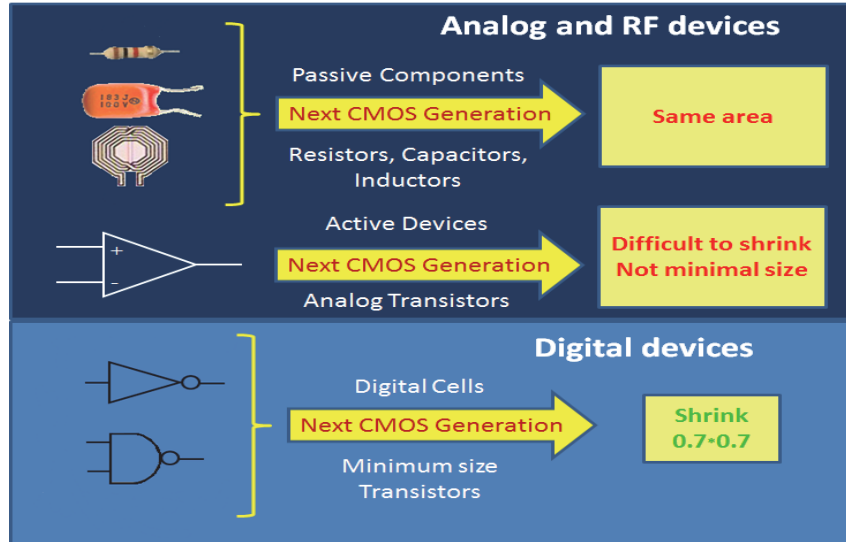 Analog and RF devices
Passive Components
Next CMOS Generation
Resistors, Capacitors,
Inductors
Same area
103J
100V
Active Devices
+
-
Next CMOS Generation
Analog Transistors
Difficult to shrink
Not minimal size
Digital devices
Digital Cells
Next CMOS Generation
Minimum size
Transistors
Shrink
0.7*0.7